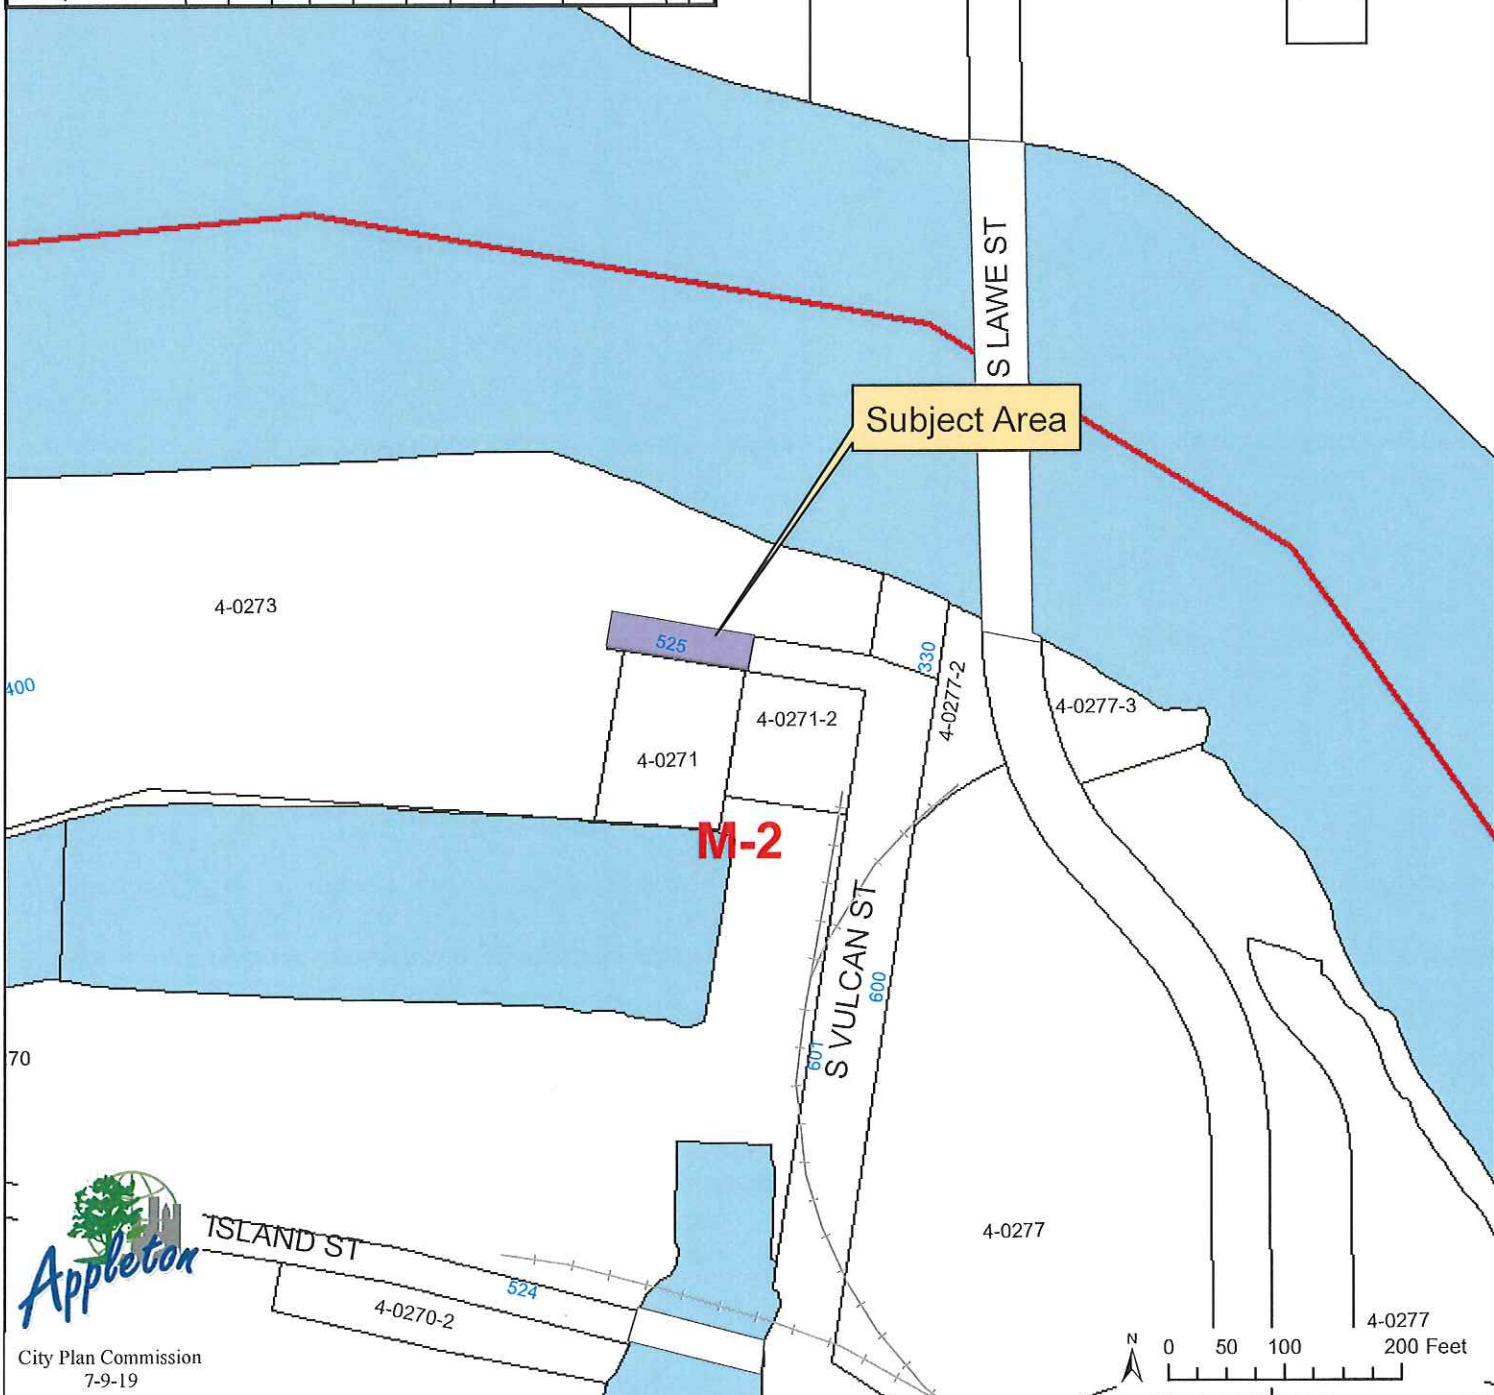 S LAWE ST
Subject Area
4-0273
525
400
330
4-0277-2
4-0277-3
4-0271-2
4-0271
M-2
S VULCAN ST
600
601
70
4-0277
Appleton
ISLAND ST
524
4-0270-2
City Plan Commission
7-9-19
4-0277
N
0 50 100 200 Feet